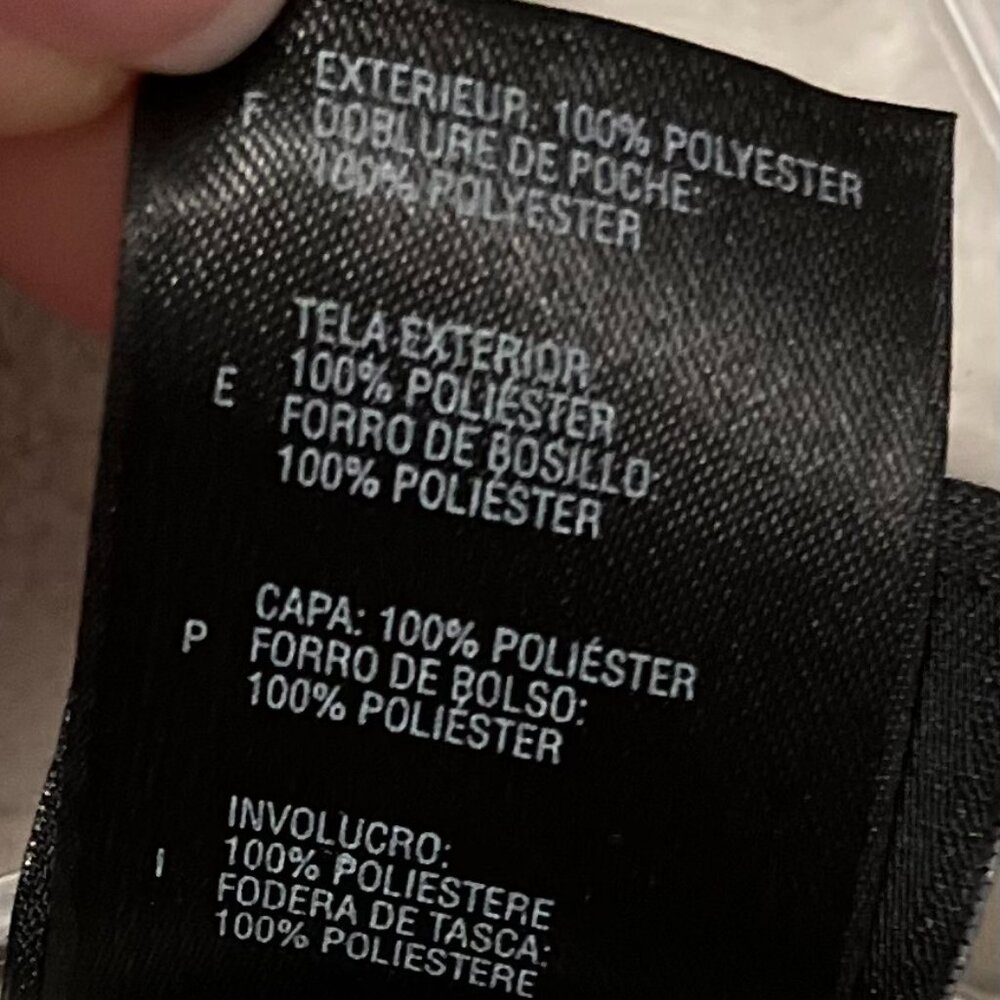 F EXTERIEUR: 100% POLYESTER
DOBLURE DE POCHE:
100% POLYESTER
E TELA EXTERIOR:
100% POLIÉSTER
FORRO DE BOSILLO:
100% POLIÉSTER
P CAPA: 100% POLIÉSTER
FORRO DE BOLSO:
100% POLIÉSTER
I INVOLUCRO:
100% POLIESTERE
FODERA DE TASCA:
100% POLIESTERE